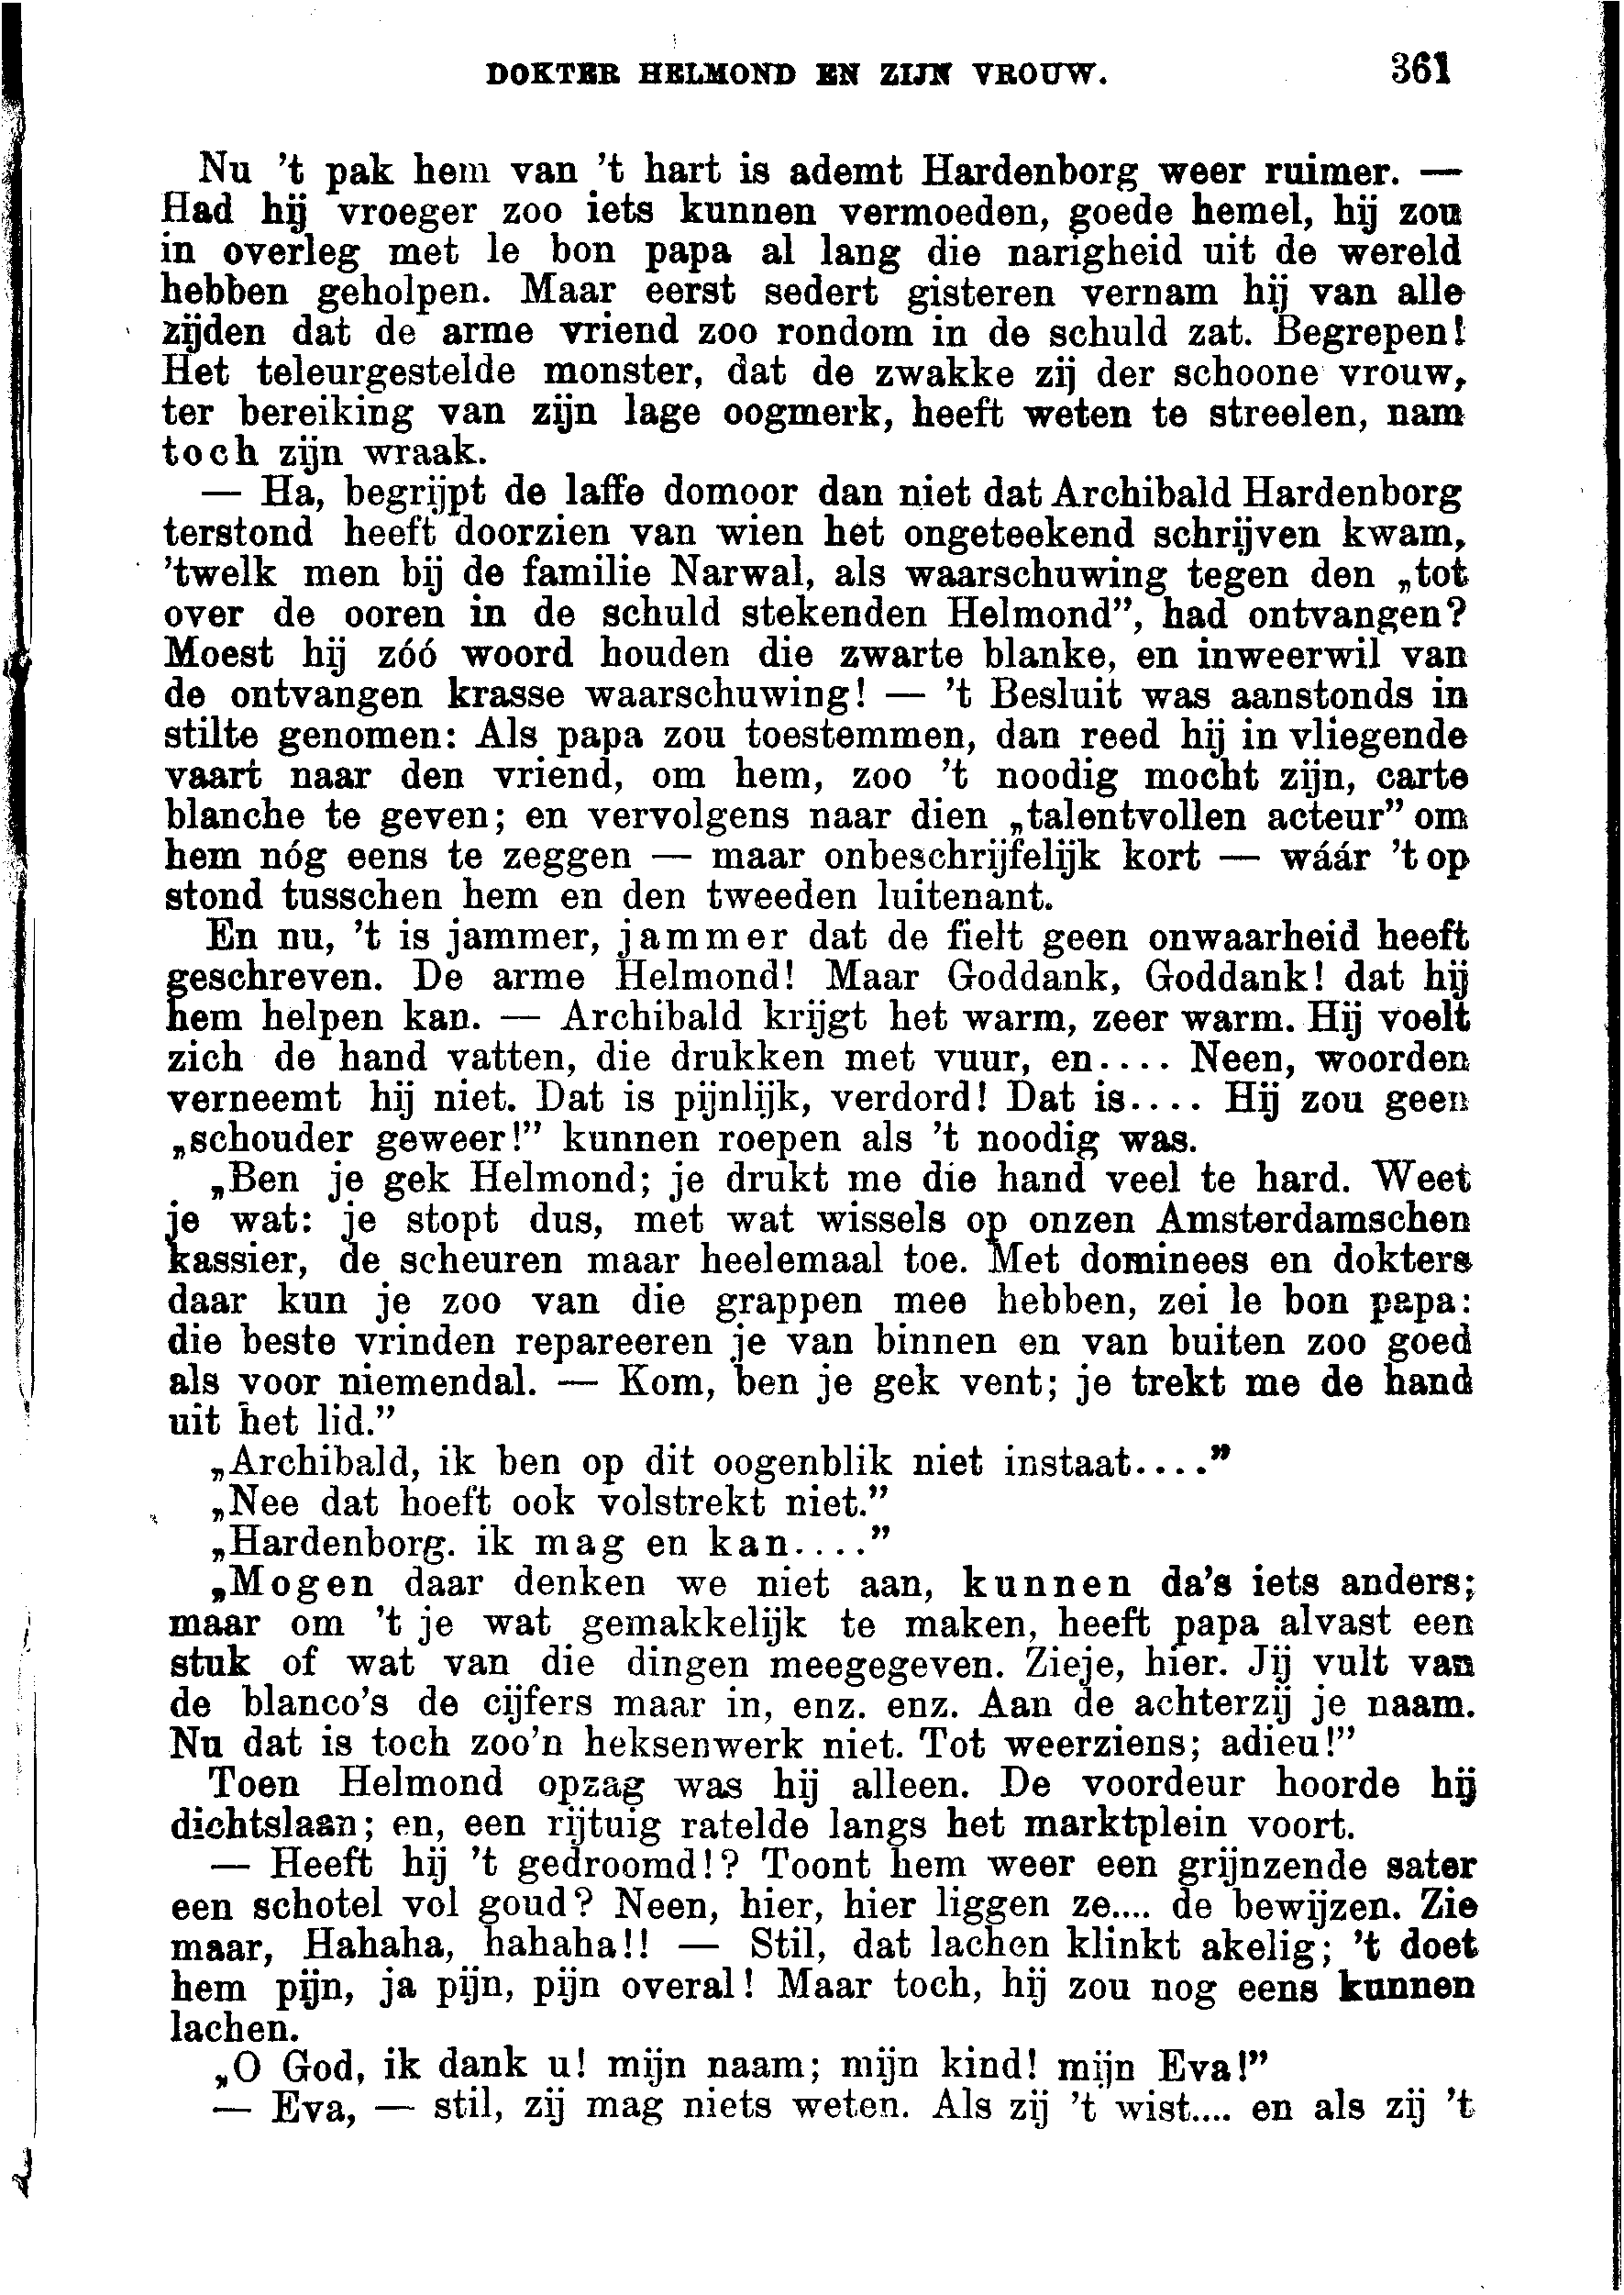 DOKTER HELMOND EN ZIJN VROUW. 361
Nu 't pak hem van 't hart is ademt Hardenborg weer ruimer. —
Had hij vroeger zoo iets kunnen vermoeden, goede hemel, hij zou
in overleg met le bon papa al lang die narigheid uit de wereld
hebben geholpen. Maar eerst sedert gisteren vernam hij van alle
zijden dat de arme vriend zoo rondom in de schuld zat. Begrepen!
Het teleurgestelde monster, dat de zwakke zij der schoone vrouw,
ter bereiking van zijn lage oogmerk, heeft weten te streelen, nam
toch zijn wraak.
— Ha, begrijpt de laffe domoor dan niet dat Archibald Hardenborg
terstond heeft doorzien van wien het ongeteekend schrijven kwam,
'twelk men bij de familie Narwal, als waarschuwing tegen den „tot
over de ooren in de schuld stekenden Helmond”, had ontvangen?
Moest hij zóó woord houden die zwarte blanke, en inweerwil van
de ontvangen krasse waarschuwing! — 't Besluit was aanstonds in
stilte genomen: Als papa zou toestemmen, dan reed hij in vliegende
vaart naar den vriend, om hem, zoo 't noodig mocht zijn, carte
blanche te geven; en vervolgens naar dien „talentvollen acteur” om
hem nóg eens te zeggen — maar onbeschrijfelijk kort — wáár 't op
stond tusschen hem en den tweeden luitenant.
En nu, 't is jammer, jammer dat de fielt geen onwaarheid heeft
geschreven. De arme Helmond! Maar Goddank, Goddank! dat hij
hem helpen kan. — Archibald krijgt het warm, zeer warm. Hij voelt
zich de hand vatten, die drukken met vuur, en.... Neen, woorden
verneemt hij niet. Dat is pijnlijk, verdord! Dat is.... Hij zou geen
„schouder geweer!” kunnen roepen als 't noodig was.
„Ben je gek Helmond; je drukt me die hand veel te hard. Weet
je wat: je stopt dus, met wat wissels op onzen Amsterdamschen
kassier, de scheuren maar heelemaal toe. Met dominees en dokters
daar kun je zoo van die grappen mee hebben, zei le bon papa:
die beste vrinden repareeren je van binnen en van buiten zoo goed
als voor niemendal. — Kom, ben je gek vent; je trekt me de hand
uit het lid.”
„Archibald, ik ben op dit oogenblik niet instaat....”
„Nee dat hoeft ook volstrekt niet.”
„Hardenborg. ik mag en kan....”
„Mogen daar denken we niet aan, kunnen da's iets anders;
maar om 't je wat gemakkelijk te maken, heeft papa alvast een
stuk of wat van die dingen meegegeven. Zieje, hier. Jij vult van
de blanco's de cijfers maar in, enz. enz. Aan de achterzij je naam.
Nu dat is toch zoo'n heksenwerk niet. Tot weerziens; adieu!”
Toen Helmond opzag was hij alleen. De voordeur hoorde hij
dichtslaan; en, een rijtuig ratelde langs het marktplein voort.
— Heeft hij 't gedroomd!? Toont hem weer een grijnzende sater
een schotel vol goud? Neen, hier, hier liggen ze.... de bewijzen. Zie
maar, Hahaha, hahaha!! — Stil, dat lachen klinkt akelig; 't doet
hem pijn, ja pijn, pijn overal! Maar toch, hij zou nog eens kunnen
lachen.
„O God, ik dank u! mijn naam; mijn kind! mijn Eva!”
— Eva, — stil, zij mag niets weten. Als zij 't wist.... en als zij 't